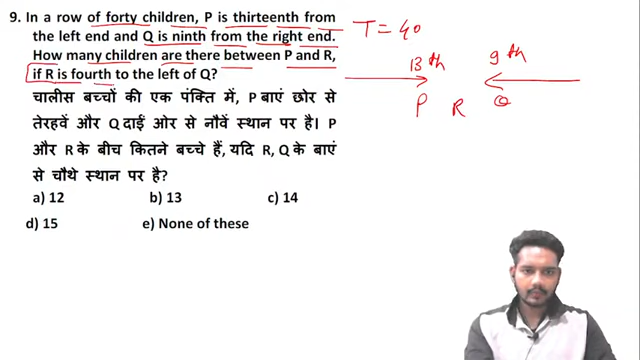 9. In a row of forty children, P is thirteenth from
the left end and Q is ninth from the right end.
How many children are there between P and R,
if R is fourth to the left of Q?
चालीस बच्चों की एक पंक्ति में, P बाएं छोर से
तेरहवें और Q दाईं ओर से नौवें स्थान पर है। P
और R के बीच कितने बच्चे हैं, यदि R, Q के बाएं
से चौथे स्थान पर है?
a) 12 b) 13 c) 14
d) 15 e) None of these
T = 40
13 th 9 th
P R Q